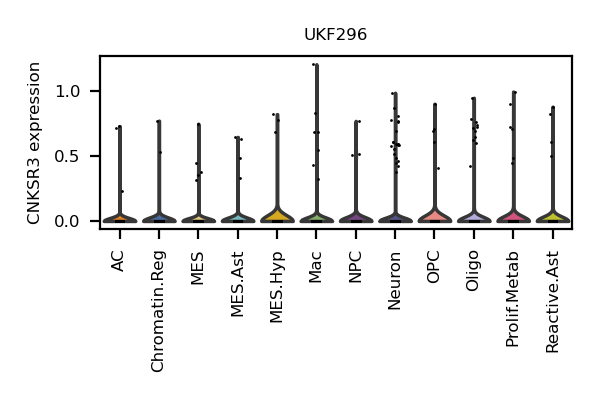 UKF296
CNKSR3 expression
1.0
0.5
0.0
AC
Chromatin.Reg
MES
MES.Ast
MES.Hyp
Mac
NPC
Neuron
OPC
Oligo
Prolif.Metab
Reactive.Ast